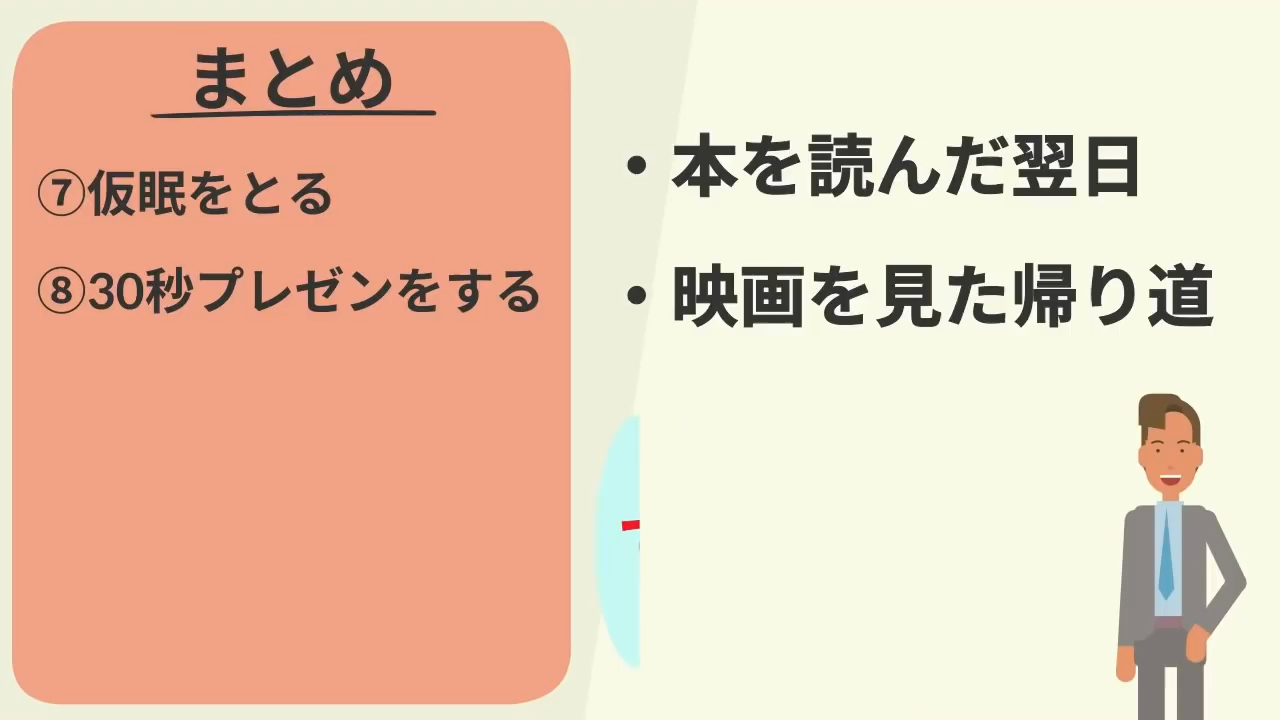 まとめ
⑦仮眠をとる
⑧30秒プレゼンをする
・本を読んだ翌日
・映画を見た帰り道